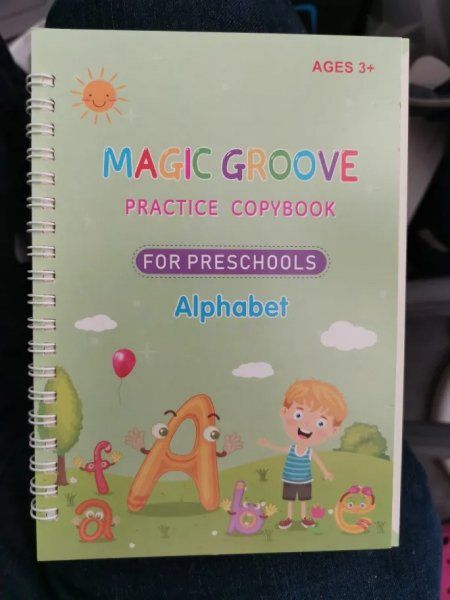 AGES 3+
MAGIC GROOVE
PRACTICE COPYBOOK
FOR PRESCHOOLS
Alphabet
f A
a b e